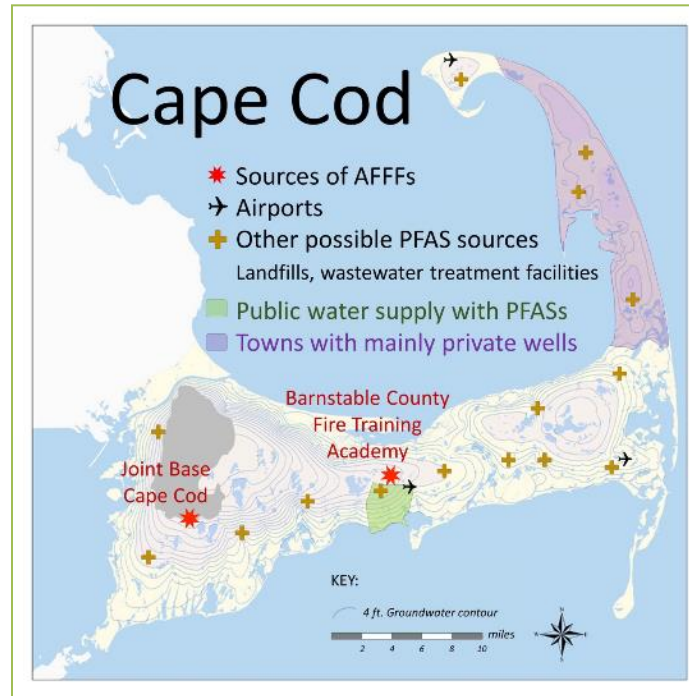 Cape Cod
Sources of AFFFs
Airports
Other possible PFAS sources
Landfills, wastewater treatment facilities
Public water supply with PFASs
Towns with mainly private wells
Barnstable County
Fire Training
Academy
Joint Base
Cape Cod
KEY:
4 ft. Groundwater contour
miles
2 4 6 8 10
N